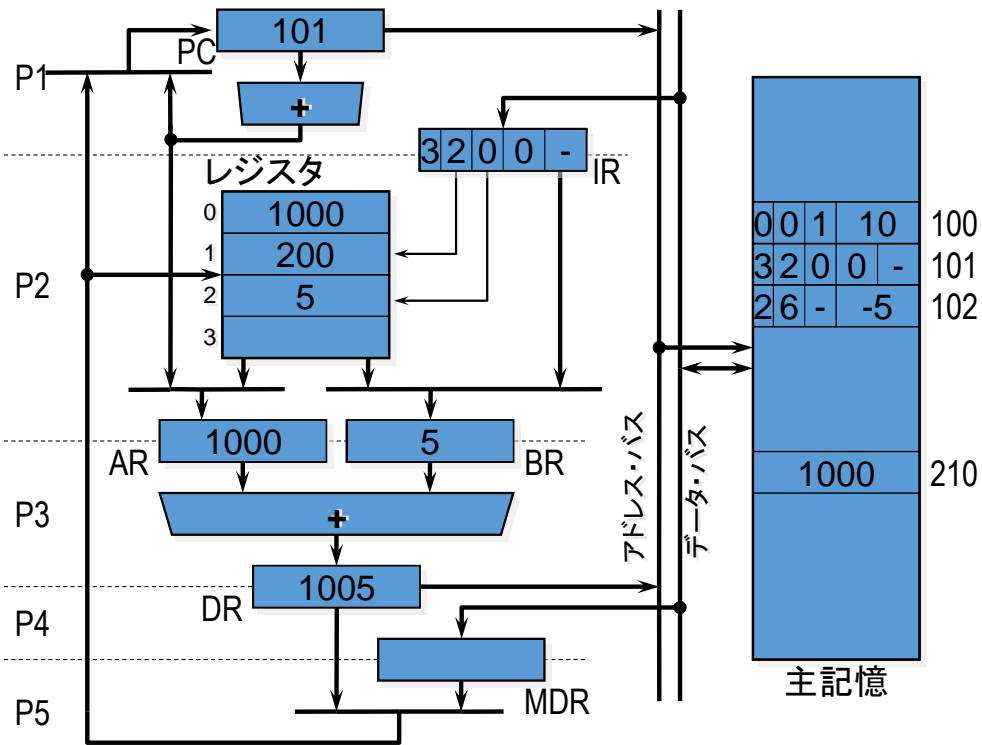 101
PC
P1
+
3 2 0 0 -
IR
レジスタ
0 1000
1 200
2 5
3
P2
0 0 1 10 100
3 2 0 0 - 101
2 6 - -5 102
1000 210
主記憶
アドレス・バス
データ・バス
1000
AR
5
BR
P3
+
1005
DR
P4
MDR
P5